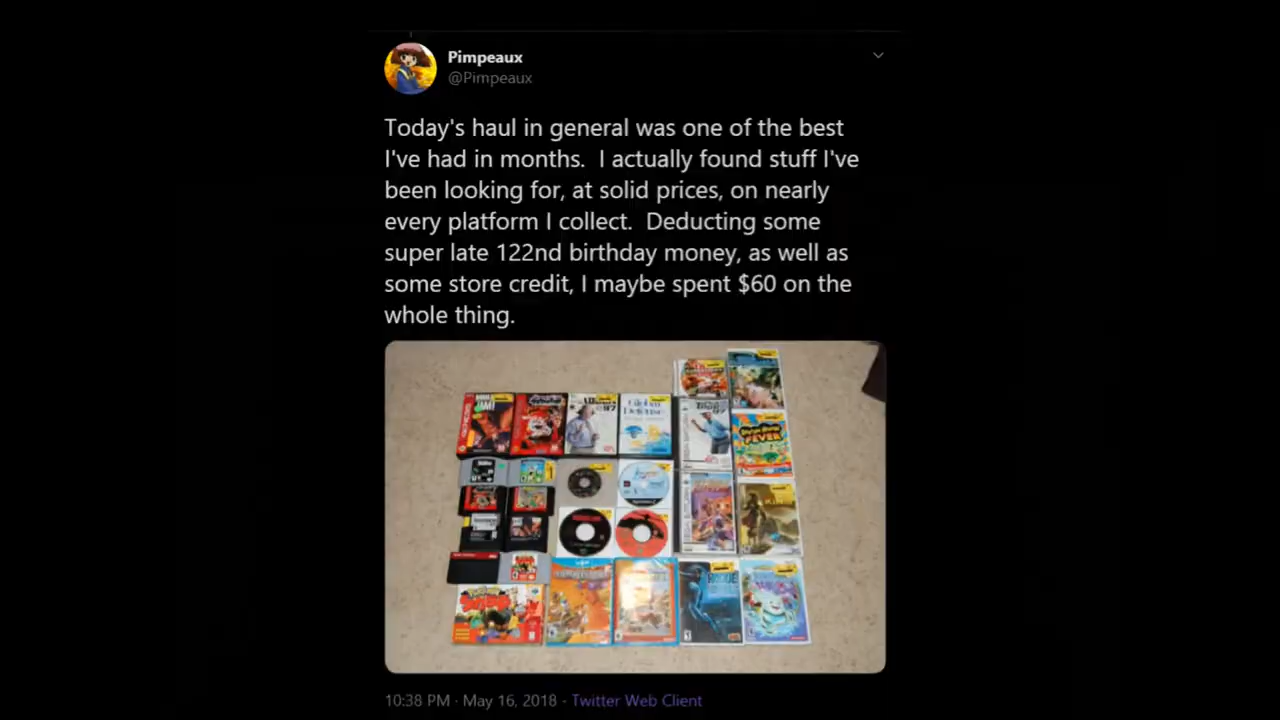 Pimpeaux
@Pimpeaux
Today's haul in general was one of the best
I've had in months.  I actually found stuff I've
been looking for, at solid prices, on nearly
every platform I collect.  Deducting some
super late 122nd birthday money, as well as
some store credit, I maybe spent $60 on the
whole thing.
FEVER
10:38 PM · May 16, 2018 · Twitter Web Client